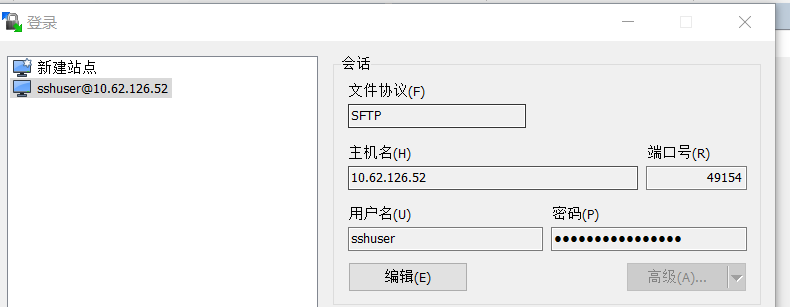 登录
新建站点
sshuser@10.62.126.52
会话
文件协议(F)
SFTP
主机名(H) 端口号(R)
10.62.126.52 49154
用户名(U) 密码(P)
sshuser ●●●●●●●●●●●●●●●●
编辑(E) 高级(A)...